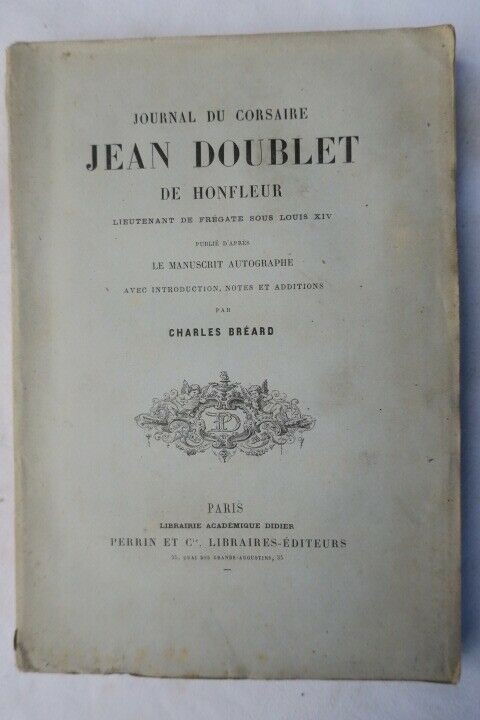 JOURNAL DU CORSAIRE
JEAN DOUBLET
DE HONFLEUR
LIEUTENANT DE FRÉGATE SOUS LOUIS XIV
PUBLIÉ D'APRÈS
LE MANUSCRIT AUTOGRAPHE
AVEC INTRODUCTION, NOTES ET ADDITIONS
PAR
CHARLES BRÉARD
PARIS
LIBRAIRIE ACADÉMIQUE DIDIER
PERRIN ET Cie, LIBRAIRES-ÉDITEURS
35, QUAI DES GRANDS-AUGUSTINS, 35